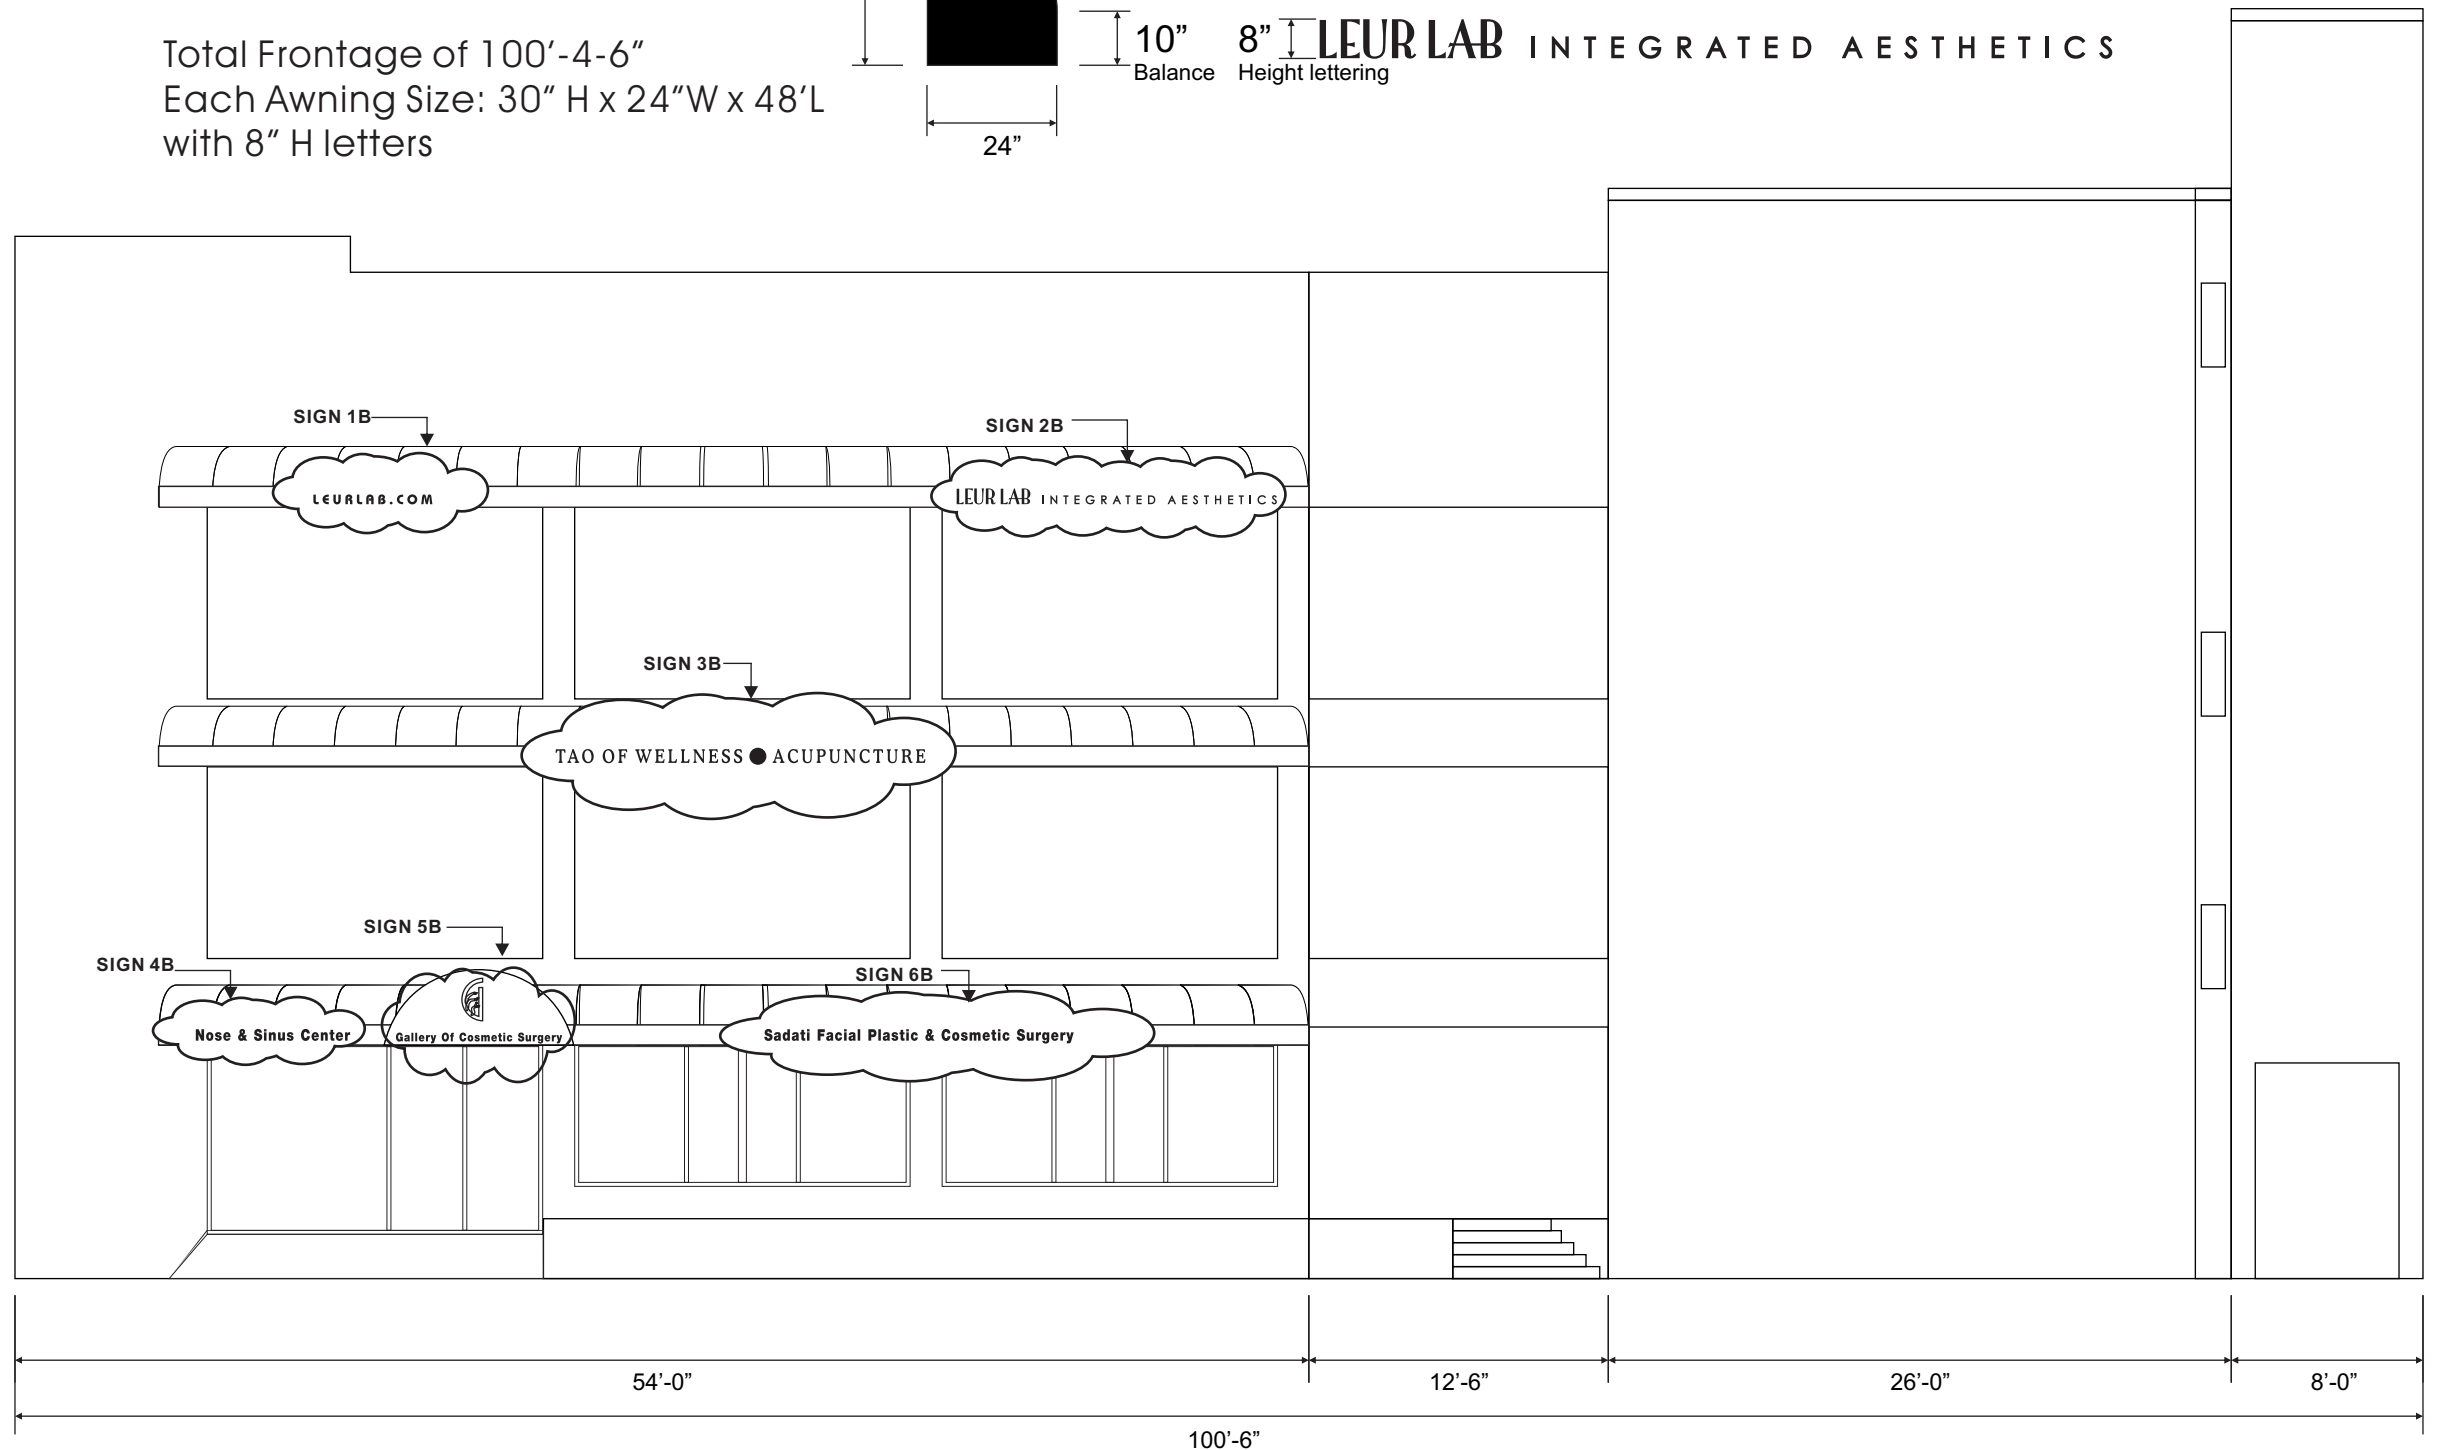 Total Frontage of 100'-4-6"
Each Awning Size: 30" H x 24"W x 48'L
with 8" H letters
10"
Balance
8"
Height lettering
LEUR LAB INTEGRATED AESTHETICS
24"
SIGN 1B
SIGN 2B
LEURLAB.COM
LEUR LAB INTEGRATED AESTHETICS
SIGN 3B
TAO OF WELLNESS ● ACUPUNCTURE
SIGN 5B
SIGN 4B
SIGN 6B
Nose & Sinus Center
Gallery Of Cosmetic Surgery
Sadati Facial Plastic & Cosmetic Surgery
54'-0"
12'-6"
26'-0"
8'-0"
100'-6"